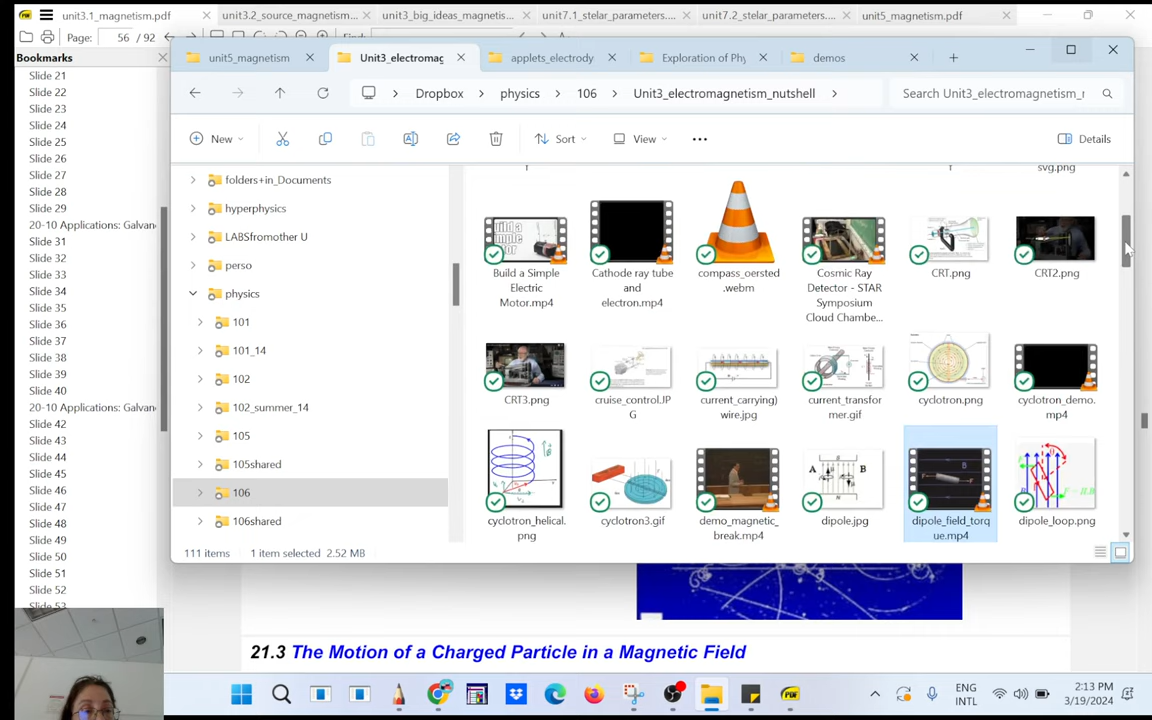 unit3.1_magnetism.pdf
unit3.2_source_magnetism...
unit3_big_ideas_magnetis...
unit7.1_stelar_parameters....
unit7.2_stelar_parameters....
unit5_magnetism.pdf
Page: 56 / 92
Bookmarks
Slide 21
Slide 22
Slide 23
Slide 24
Slide 25
Slide 26
Slide 27
Slide 28
Slide 29
20-10 Applications: Galvan
Slide 31
Slide 32
Slide 33
Slide 34
Slide 35
Slide 36
Slide 37
Slide 38
Slide 39
Slide 40
20-10 Applications: Galvan
Slide 42
Slide 43
Slide 44
Slide 45
Slide 46
Slide 47
Slide 48
Slide 49
Slide 50
Slide 51
Slide 52
Slide 53
unit5_magnetism
Unit3_electromag
applets_electrody
Exploration of Phy
demos
Dropbox > physics > 106 > Unit3_electromagnetism_nutshell >
Search Unit3_electromagnetism_r
New
Sort
View
Details
folders+in_Documents
hyperphysics
LABSfromother U
perso
physics
101
101_14
102
102_summer_14
105
105shared
106
106shared
svg.png
Build a Simple
Electric
Motor.mp4
Cathode ray tube
and
electron.mp4
compass_oersted
.webm
Cosmic Ray
Detector - STAR
Symposium
Cloud Chambe...
CRT.png
CRT2.png
CRT3.png
cruise_control.JP
G
current_carrying)
wire.jpg
current_transfor
mer.gif
cyclotron.png
cyclotron_demo.
mp4
cyclotron_helical.
png
cyclotron3.gif
demo_magnetic_
break.mp4
dipole.jpg
dipole_field_torq
ue.mp4
dipole_loop.png
111 items
1 item selected 2.52 MB
21.3 The Motion of a Charged Particle in a Magnetic Field
ENG
INTL
2:13 PM
3/19/2024